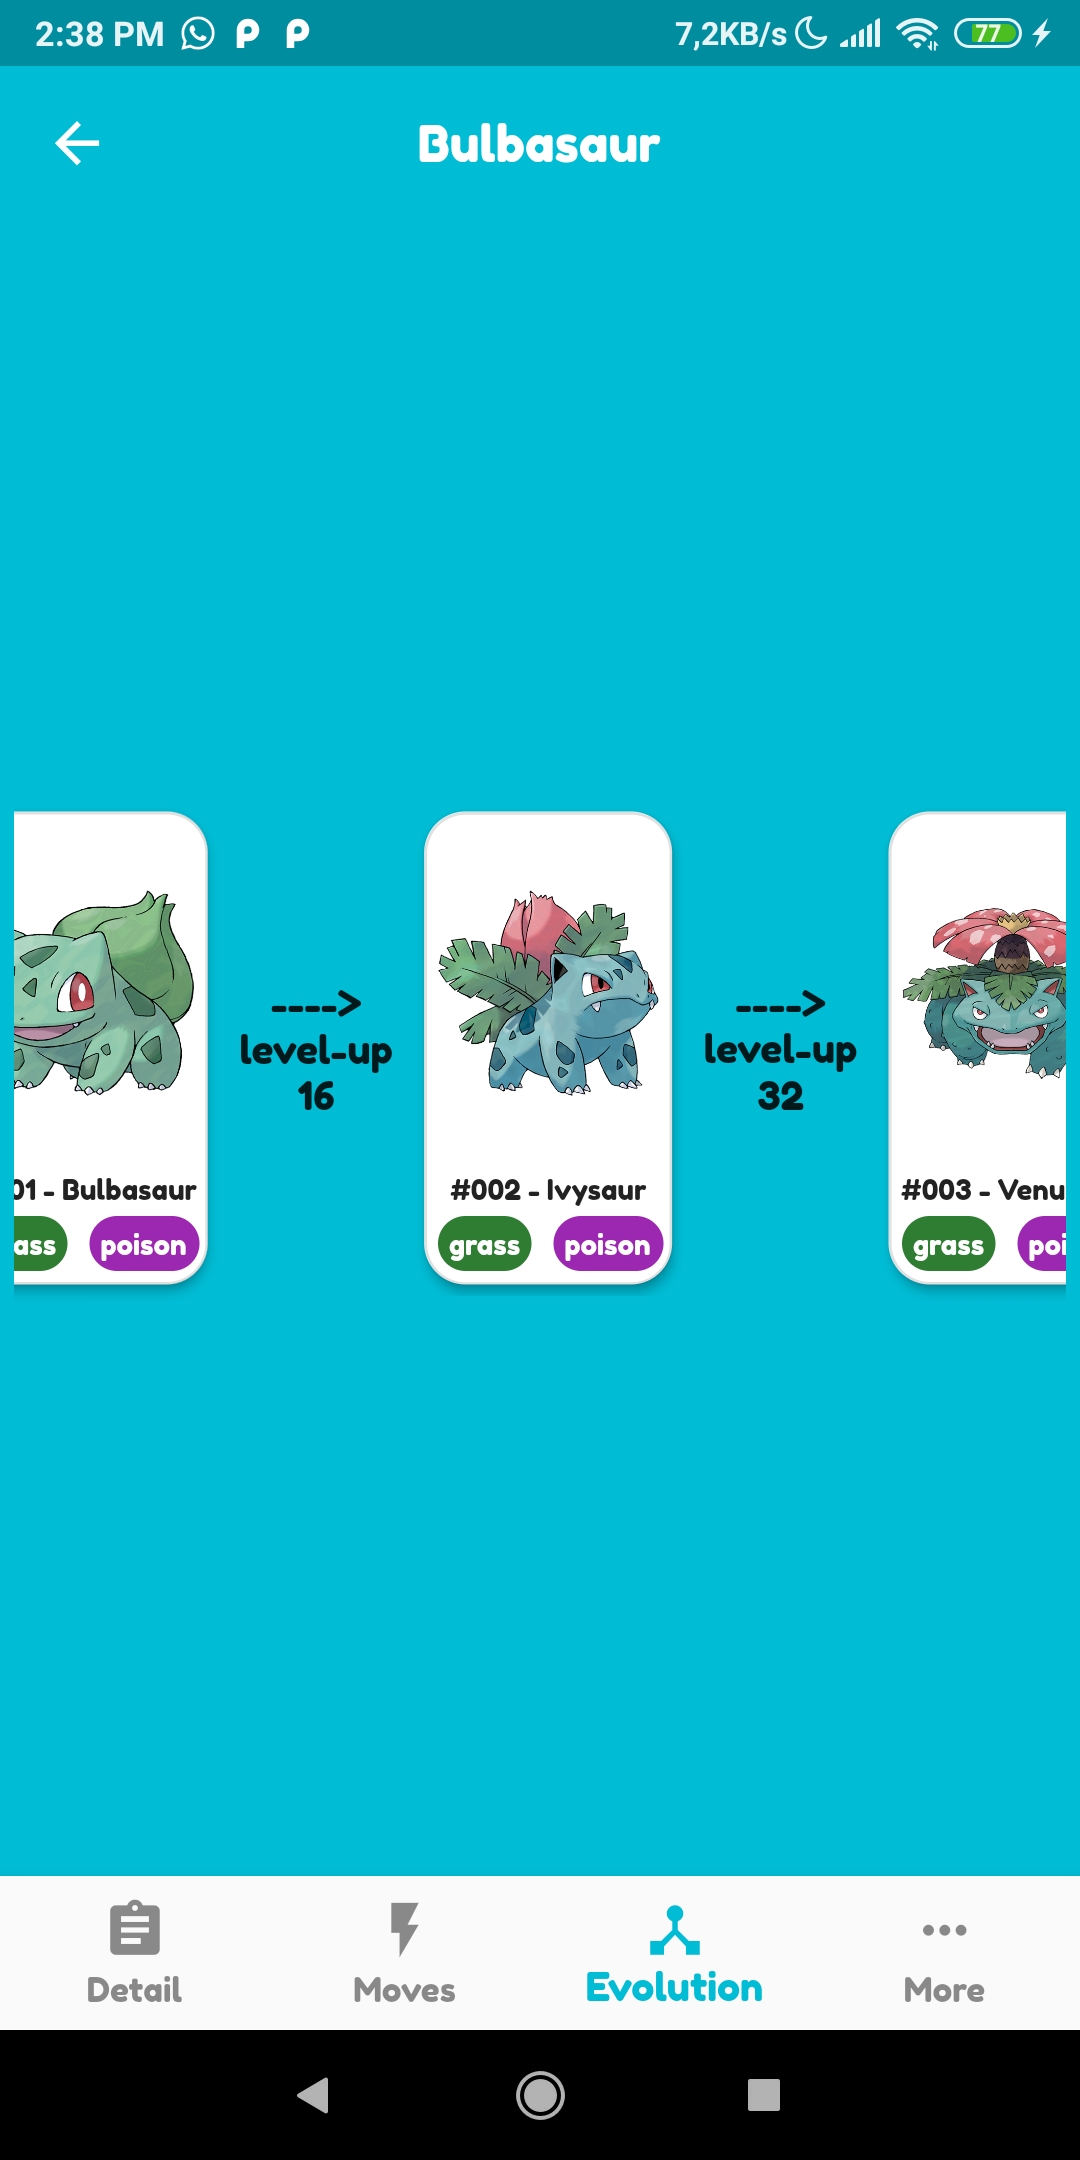 2:38 PM 7,2KB/s 77
Bulbasaur
---->
level-up
16
---->
level-up
32
01 - Bulbasaur
ass poison
#002 - Ivysaur
grass poison
#003 - Venu
grass poi
Detail Moves Evolution More